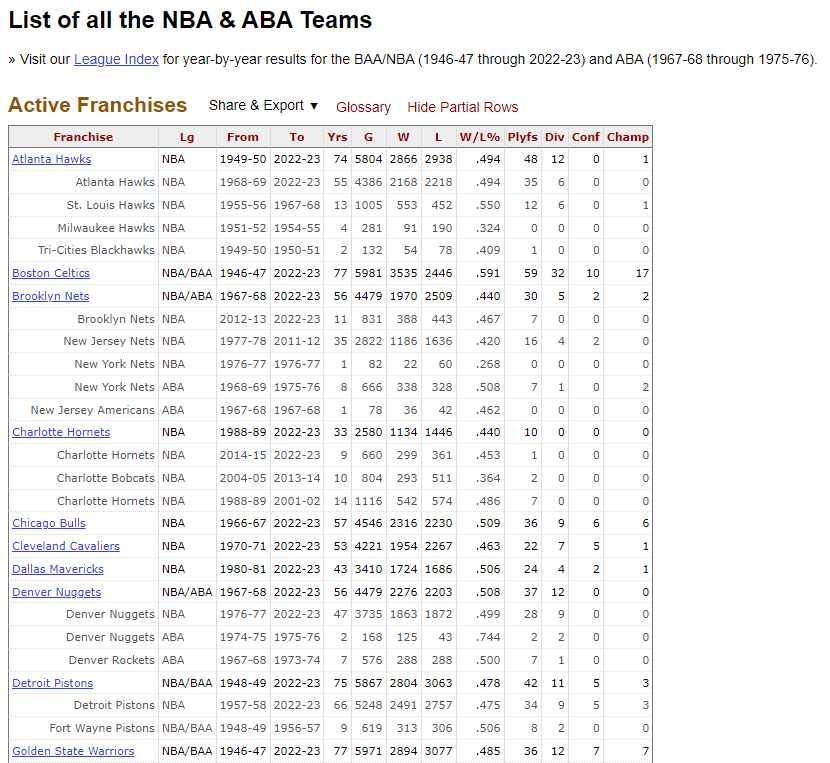 List of all the NBA & ABA Teams
» Visit our League Index for year-by-year results for the BAA/NBA (1946-47 through 2022-23) and ABA (1967-68 through 1975-76).
Active Franchises Share & Export ▼ Glossary Hide Partial Rows
Franchise Lg From To Yrs G W L W/L% Plyfs Div Conf Champ
Atlanta Hawks NBA 1949-50 2022-23 74 5804 2866 2938 .494 48 12 0 1
Atlanta Hawks NBA 1968-69 2022-23 55 4386 2168 2218 .494 35 6 0 0
St. Louis Hawks NBA 1955-56 1967-68 13 1005 553 452 .550 12 6 0 1
Milwaukee Hawks NBA 1951-52 1954-55 4 281 91 190 .324 0 0 0 0
Tri-Cities Blackhawks NBA 1949-50 1950-51 2 132 54 78 .409 1 0 0 0
Boston Celtics NBA/BAA 1946-47 2022-23 77 5981 3535 2446 .591 59 32 10 17
Brooklyn Nets NBA/ABA 1967-68 2022-23 56 4479 1970 2509 .440 30 5 2 2
Brooklyn Nets NBA 2012-13 2022-23 11 831 388 443 .467 7 0 0 0
New Jersey Nets NBA 1977-78 2011-12 35 2822 1186 1636 .420 16 4 2 0
New York Nets NBA 1976-77 1976-77 1 82 22 60 .268 0 0 0 0
New York Nets ABA 1968-69 1975-76 8 666 338 328 .508 7 1 0 2
New Jersey Americans ABA 1967-68 1967-68 1 78 36 42 .462 0 0 0 0
Charlotte Hornets NBA 1988-89 2022-23 33 2580 1134 1446 .440 10 0 0 0
Charlotte Hornets NBA 2014-15 2022-23 9 660 299 361 .453 1 0 0 0
Charlotte Bobcats NBA 2004-05 2013-14 10 804 293 511 .364 2 0 0 0
Charlotte Hornets NBA 1988-89 2001-02 14 1116 542 574 .486 7 0 0 0
Chicago Bulls NBA 1966-67 2022-23 57 4546 2316 2230 .509 36 9 6 6
Cleveland Cavaliers NBA 1970-71 2022-23 53 4221 1954 2267 .463 22 7 5 1
Dallas Mavericks NBA 1980-81 2022-23 43 3410 1724 1686 .506 24 4 2 1
Denver Nuggets NBA/ABA 1967-68 2022-23 56 4479 2276 2203 .508 37 12 0 0
Denver Nuggets NBA 1976-77 2022-23 47 3735 1863 1872 .499 28 9 0 0
Denver Nuggets ABA 1974-75 1975-76 2 168 125 43 .744 2 2 0 0
Denver Rockets ABA 1967-68 1973-74 7 576 288 288 .500 7 1 0 0
Detroit Pistons NBA/BAA 1948-49 2022-23 75 5867 2804 3063 .478 42 11 5 3
Detroit Pistons NBA 1957-58 2022-23 66 5248 2491 2757 .475 34 9 5 3
Fort Wayne Pistons NBA/BAA 1948-49 1956-57 9 619 313 306 .506 8 2 0 0
Golden State Warriors NBA/BAA 1946-47 2022-23 77 5971 2894 3077 .485 36 12 7 7